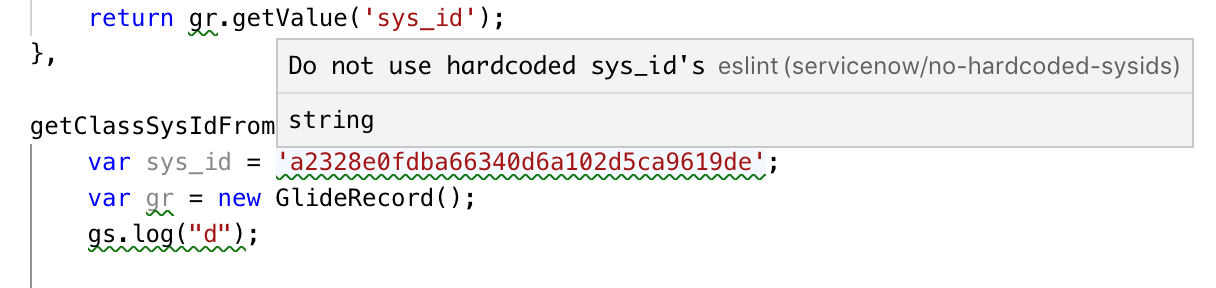 return gr.getValue('sys_id');
},
Do not use hardcoded sys_id's eslint(servicenow/no-hardcoded-sysids)
string
getClassSysIdFrom
var sys_id = 'a2328e0fdba66340d6a102d5ca9619de';
var gr = new GlideRecord();
gs.log("d");